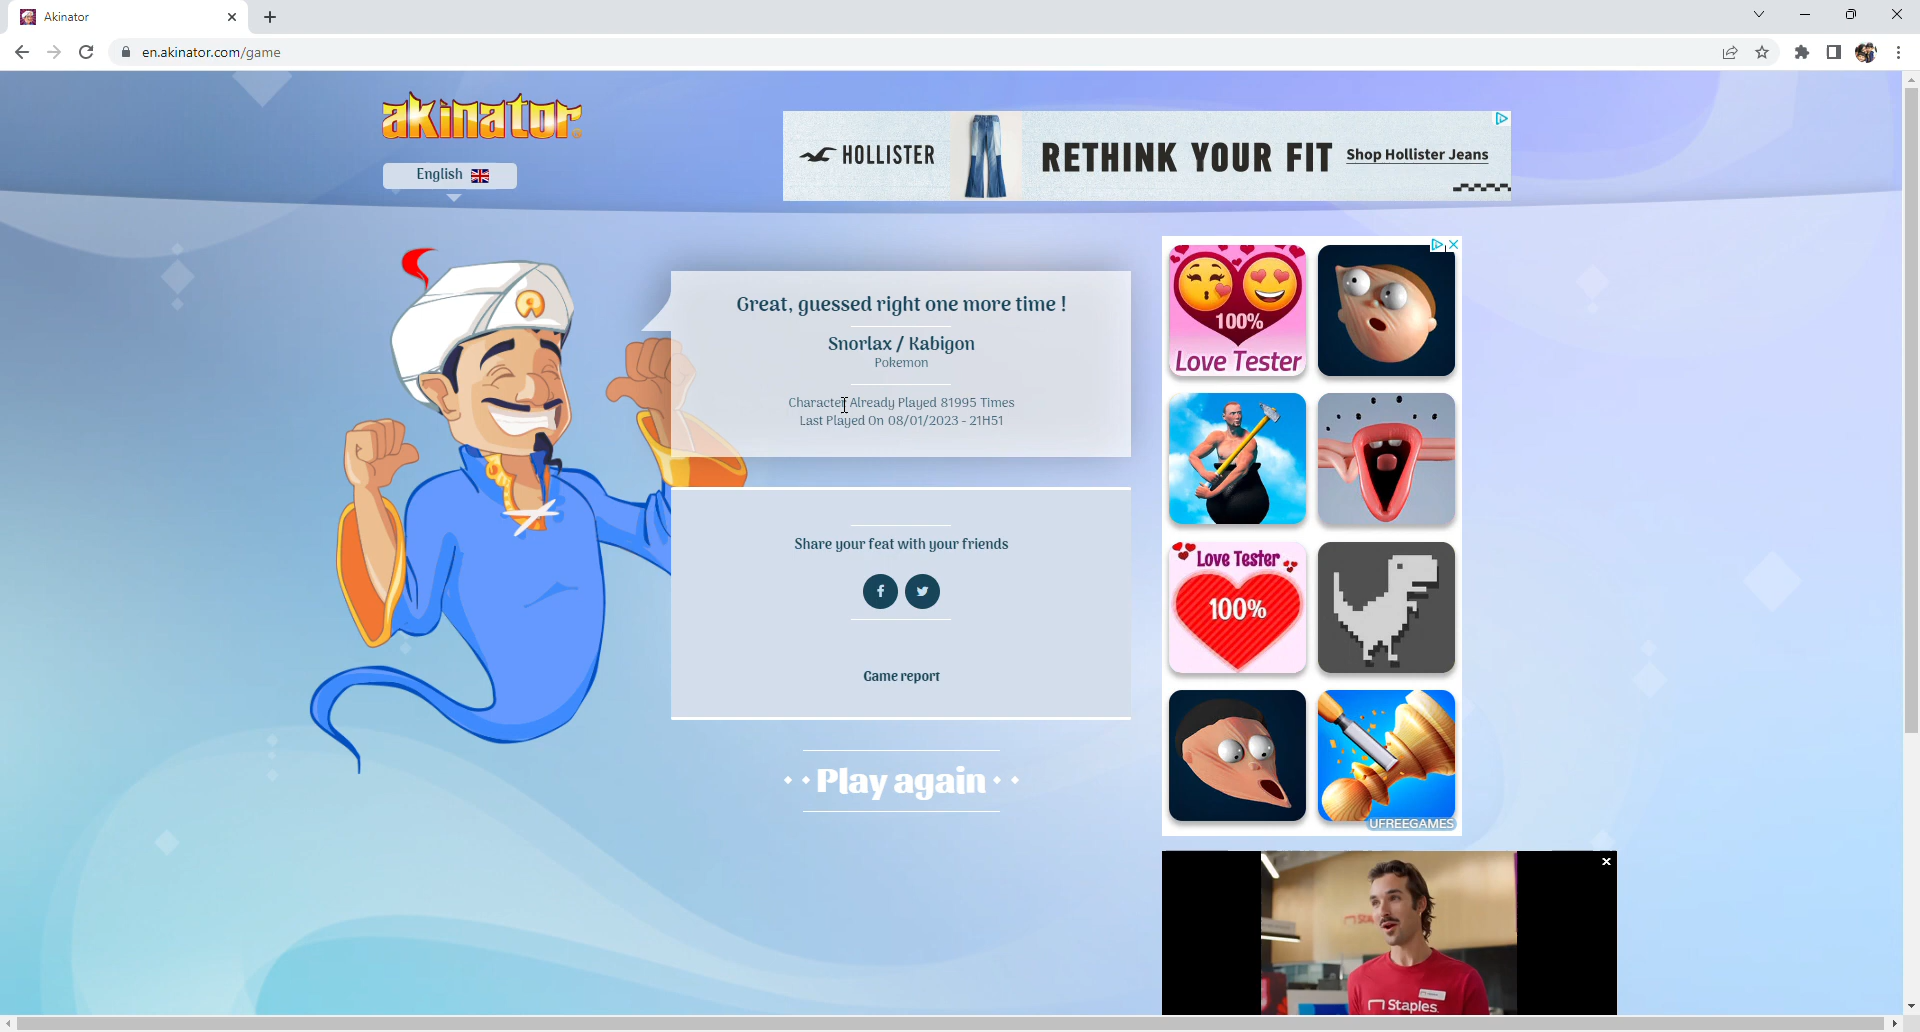 Akinator
en.akinator.com/game
akinator
English
HOLLISTER
RETHINK YOUR FIT
Shop Hollister Jeans
Great, guessed right one more time !
Snorlax / Kabigon
Pokemon
Character Already Played 81995 Times
Last Played On 08/01/2023 - 21H51
Share your feat with your friends
Game report
Play again
100%
Love Tester
Love Tester
100%
UFREEGAMES
Staples